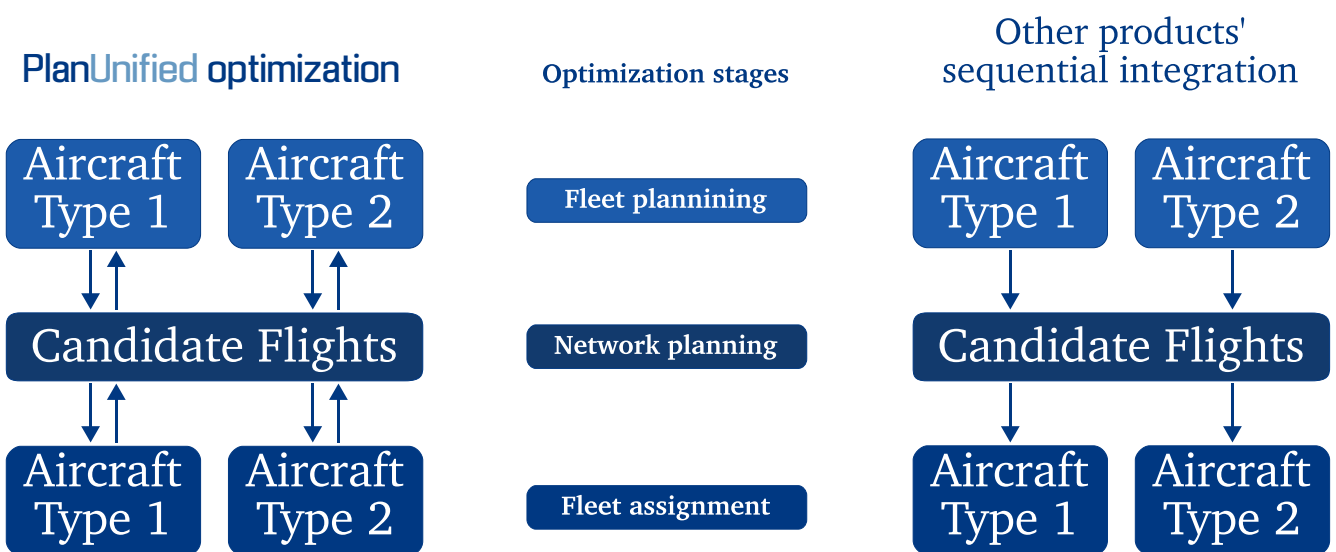 Other products'
PlanUnified optimization
Optimization stages
sequential integration
Aircraft
Type 1
Aircraft
Type 2
Fleet plannining
Aircraft
Type 1
Aircraft
Type 2
Candidate Flights
Network planning
Candidate Flights
Aircraft
Type 1
Aircraft
Type 2
Fleet assignment
Aircraft
Type 1
Aircraft
Type 2